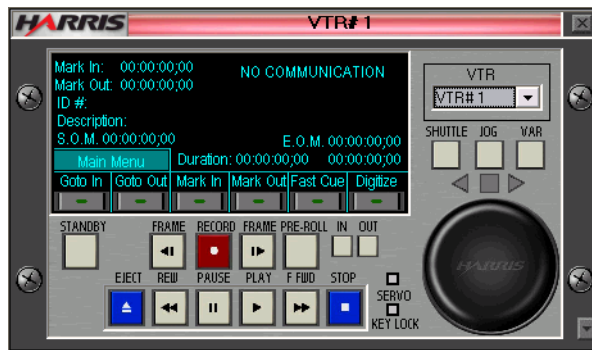 HARRIS VTR#1
Mark In: 00:00:00;00 NO COMMUNICATION
Mark Out: 00:00:00;00
ID #:
Description:
S.O.M. 00:00:00;00 E.O.M. 00:00:00;00
Main Menu Duration: 00:00:00;00 00:00:00;00
Goto In Goto Out Mark In Mark Out Fast Cue Digitize
VTR
VTR#1
SHUTTLE JOG VAR
STANDBY FRAME RECORD FRAME PRE-ROLL IN OUT
EJECT REW PAUSE PLAY F FWD STOP
SERVO
KEY LOCK
HARRIS